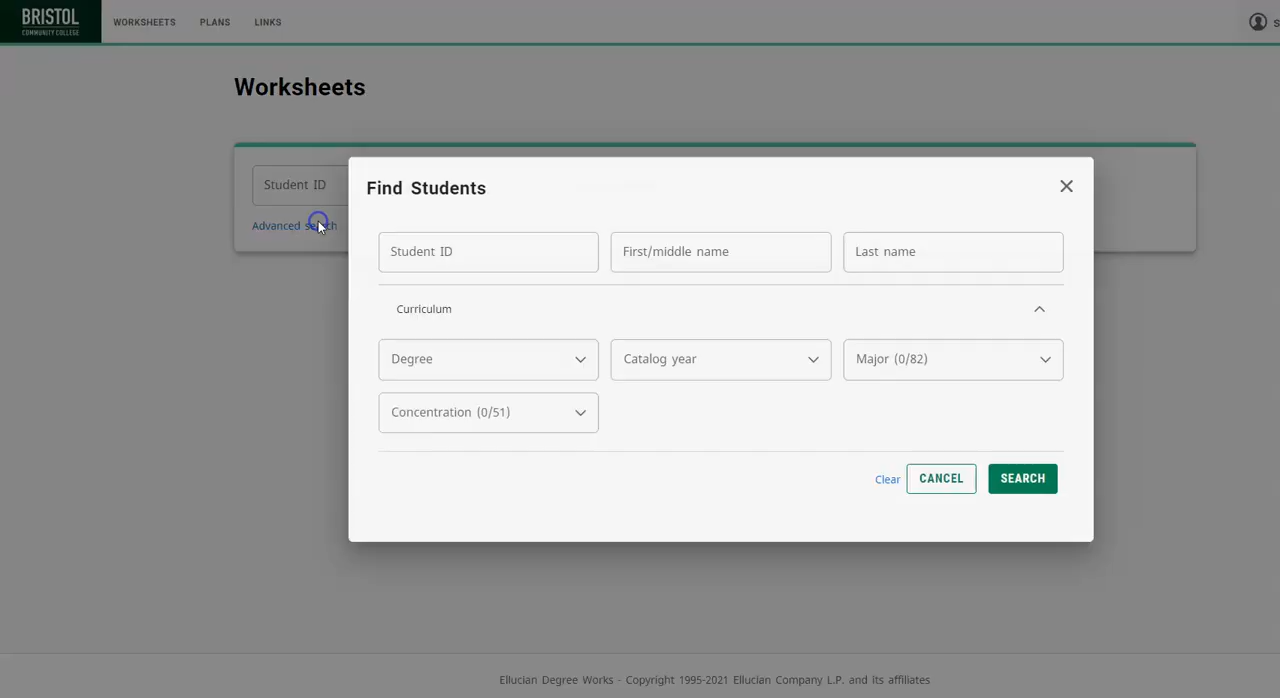 BRISTOL
COMMUNITY COLLEGE
WORKSHEETS PLANS LINKS
S
Worksheets
Student ID
Advanced search
Find Students
Student ID First/middle name Last name
Curriculum
Degree Catalog year Major (0/82)
Concentration (0/51)
Clear CANCEL SEARCH
Ellucian Degree Works - Copyright 1995-2021 Ellucian Company L.P. and its affiliates